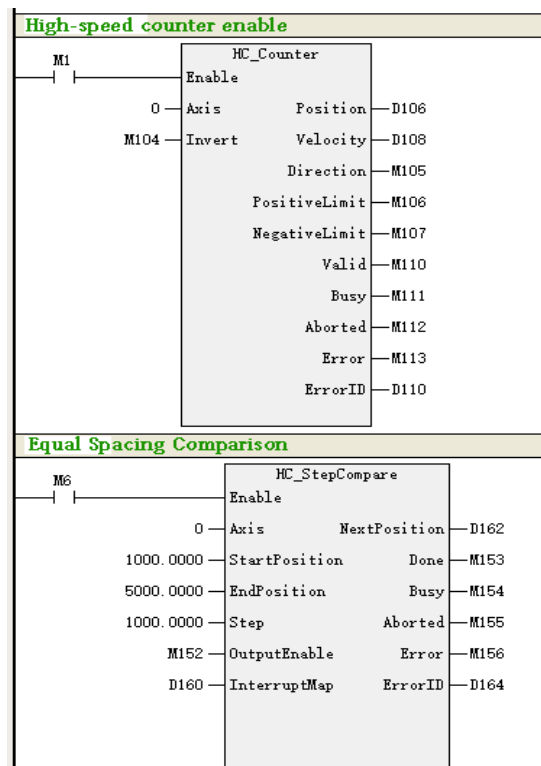 High-speed counter enable
M1
HC_Counter
Enable
0 Axis Position D106
M104 Invert Velocity D108
Direction M105
PositiveLimit M106
NegativeLimit M107
Valid M110
Busy M111
Aborted M112
Error M113
ErrorID D110
Equal Spacing Comparison
M6
HC_StepCompare
Enable
0 Axis NextPosition D162
1000.0000 StartPosition Done M153
5000.0000 EndPosition Busy M154
1000.0000 Step Aborted M155
M152 OutputEnable Error M156
D160 InterruptMap ErrorID D164